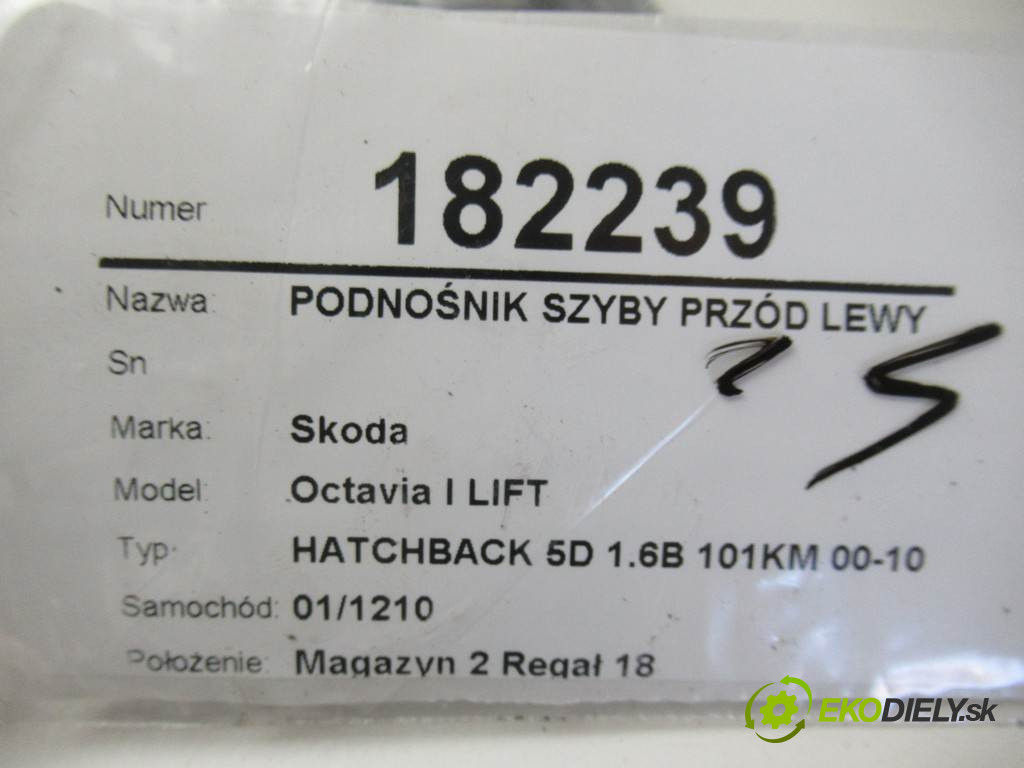 Numer 182239
Nazwa: PODNOŚNIK SZYBY PRZÓD LEWY
Sn
Marka: Skoda
Model: Octavia I LIFT
Typ: HATCHBACK 5D 1.6B 101KM 00-10
Samochód: 01/1210
Położenie: Magazyn 2 Regał 18
EKODIELY.sk